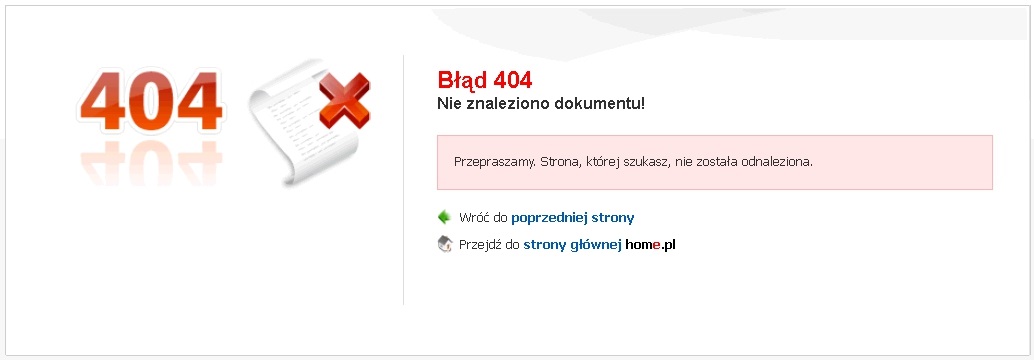 404
Błąd 404
Nie znaleziono dokumentu!
Przepraszamy. Strona, której szukasz, nie została odnaleziona.
Wróć do poprzedniej strony
Przejdź do strony głównej home.pl